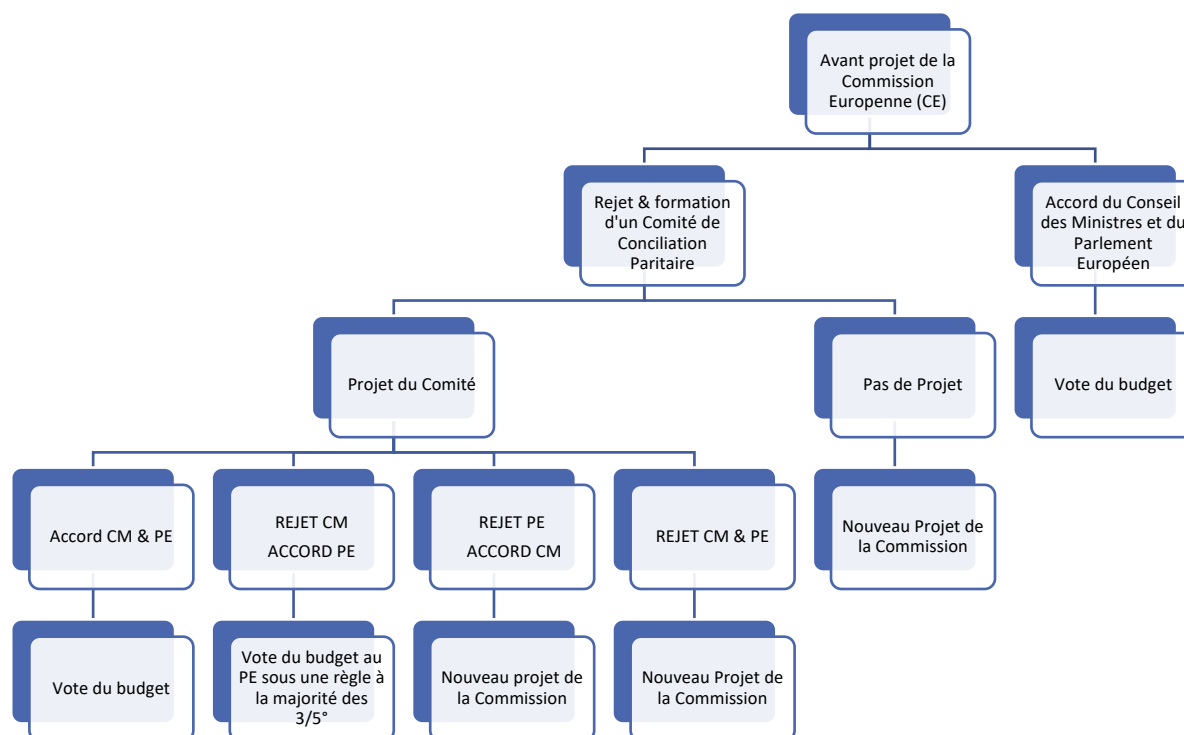 Avant projet de la
Commission
Europenne (CE)
Rejet & formation
d'un Comité de
Conciliation
Paritaire
Accord du Conseil
des Ministres et du
Parlement
Européen
Projet du Comité
Pas de Projet
Vote du budget
Accord CM & PE
REJET CM
ACCORD PE
REJET PE
ACCORD CM
REJET CM & PE
Nouveau Projet de
la Commission
Vote du budget
Vote du budget au
PE sous une règle à
la majorité des
3/5°
Nouveau projet de
la Commission
Nouveau Projet de
la Commission